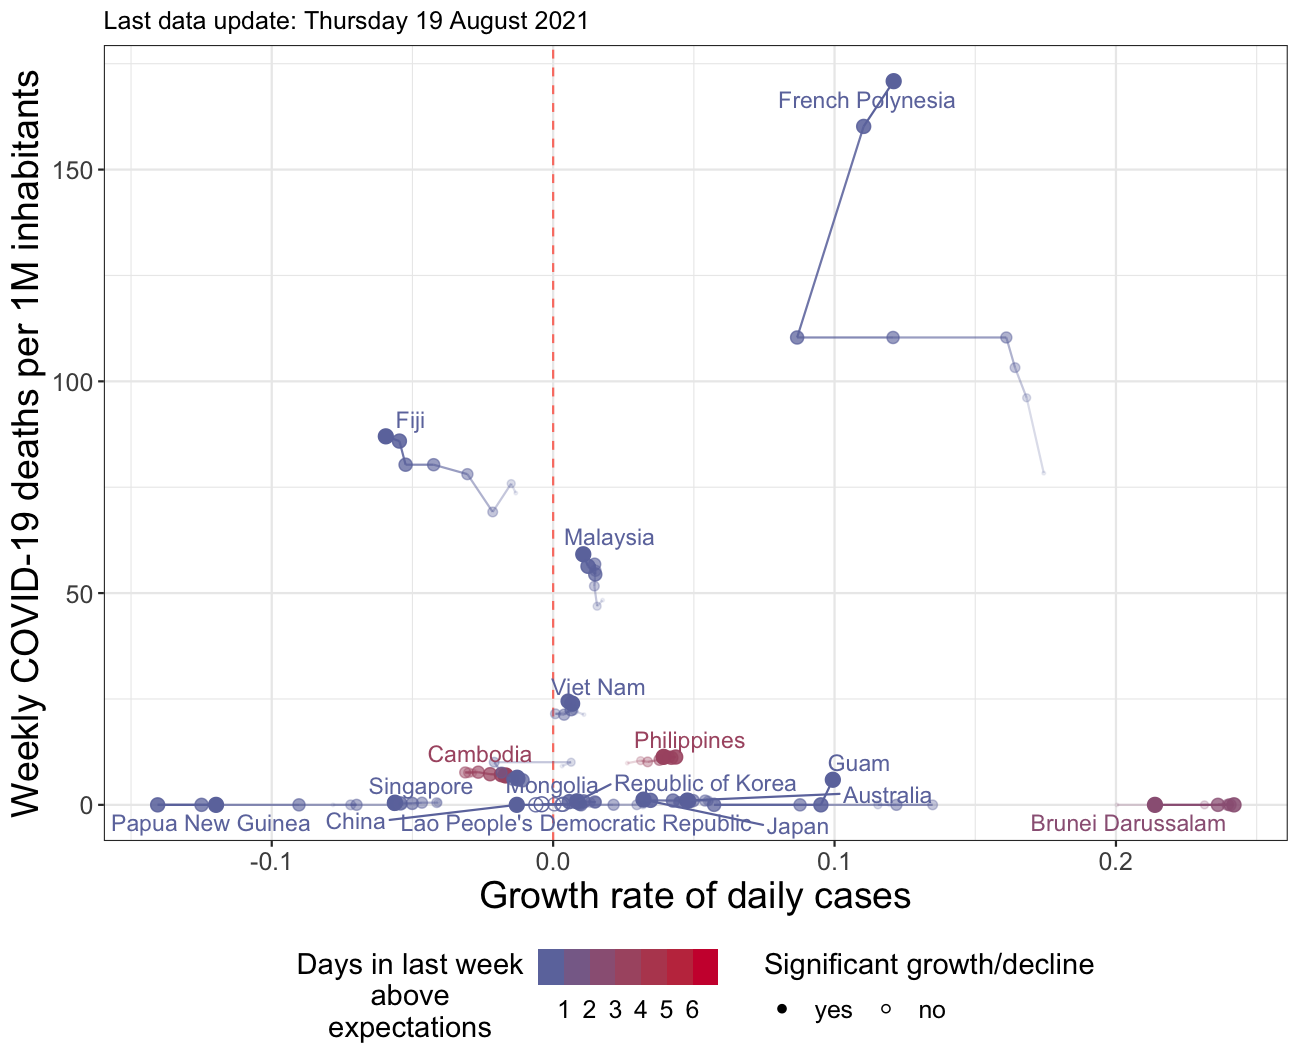 Last data update: Thursday 19 August 2021
Weekly COVID-19 deaths per 1M inhabitants
150
100
50
0
French Polynesia
Fiji
Malaysia
Viet Nam
Philippines
Cambodia
Guam
Singapore
Mongolia
Republic of Korea
Australia
Papua New Guinea
China
Lao People's Democratic Republic
Japan
Brunei Darussalam
-0.1
0.0
0.1
0.2
Growth rate of daily cases
Days in last week
above
expectations
1 2 3 4 5 6
Significant growth/decline
yes no